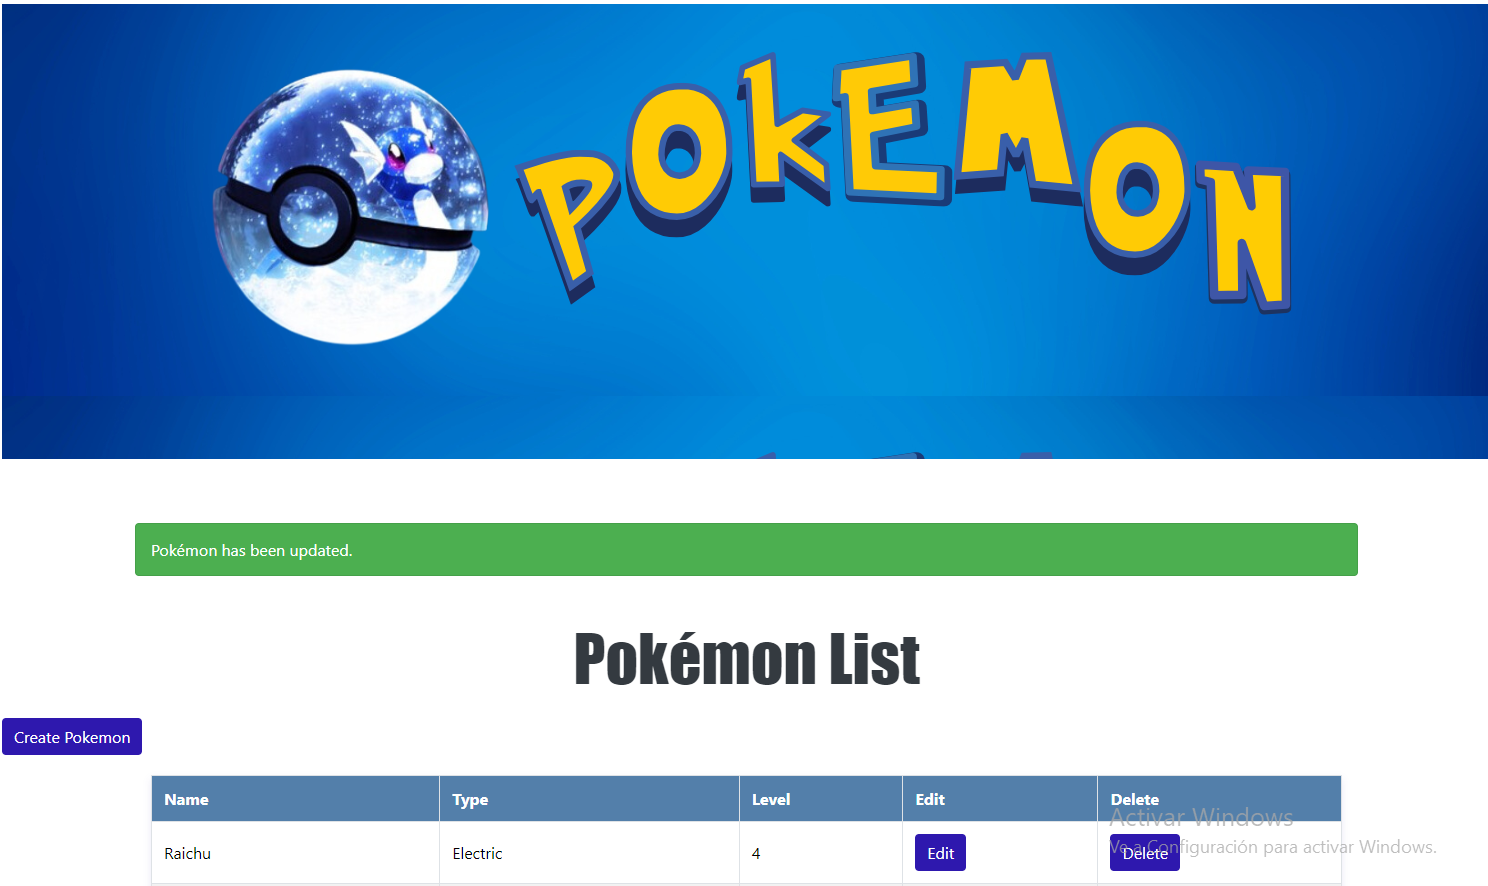 POKEMON
Pokémon has been updated.
Pokémon List
Create Pokemon
Name Type Level Edit Delete
Activar Windows
Raichu Electric 4 Edit Delete
Ve a Configuración para activar Windows.